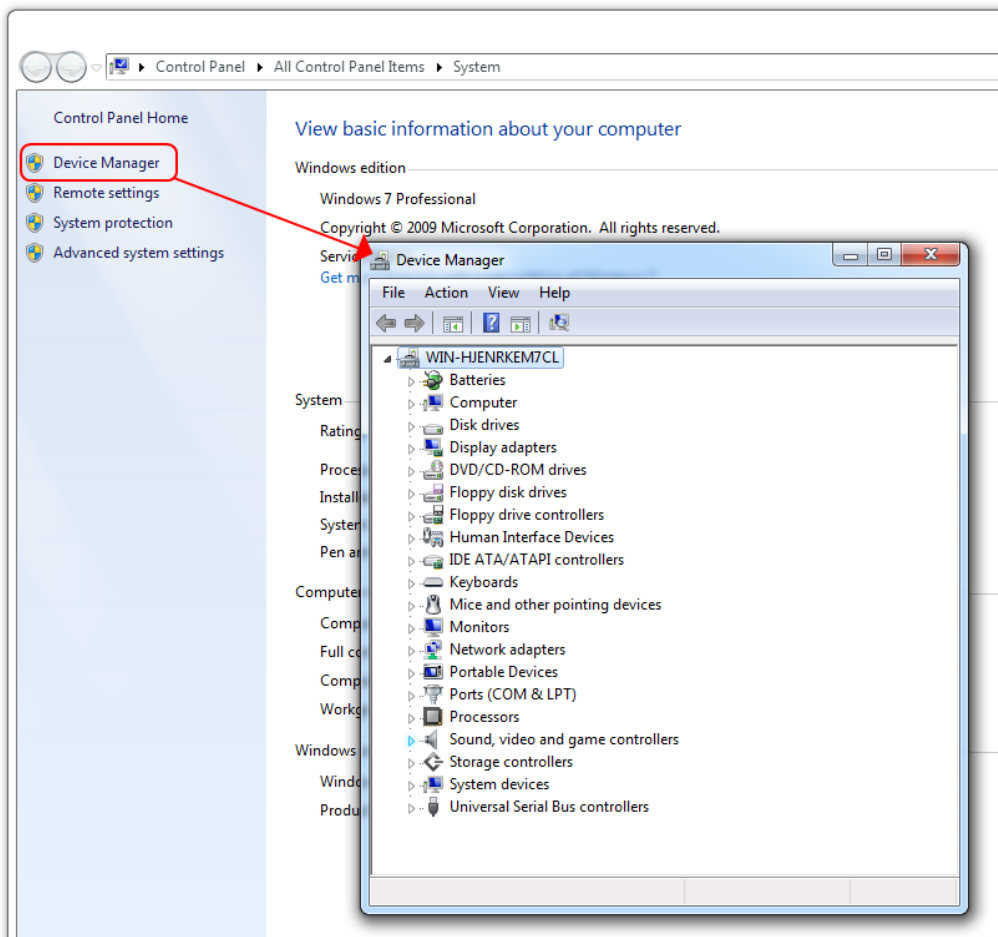 Control Panel ▸ All Control Panel Items ▸ System
Control Panel Home
Device Manager
Remote settings
System protection
Advanced system settings
View basic information about your computer
Windows edition
Windows 7 Professional
Copyright © 2009 Microsoft Corporation. All rights reserved.
Get
System
Rating
Windows
Device Manager
File Action View Help
WIN-HJENRKEM7CL
Batteries
Computer
Disk drives
Display adapters
DVD/CD-ROM drives
Floppy disk drives
Floppy drive controllers
Human Interface Devices
IDE ATA/ATAPI controllers
Keyboards
Mice and other pointing devices
Monitors
Network adapters
Portable Devices
Ports (COM & LPT)
Processors
Sound, video and game controllers
Storage controllers
System devices
Universal Serial Bus controllers